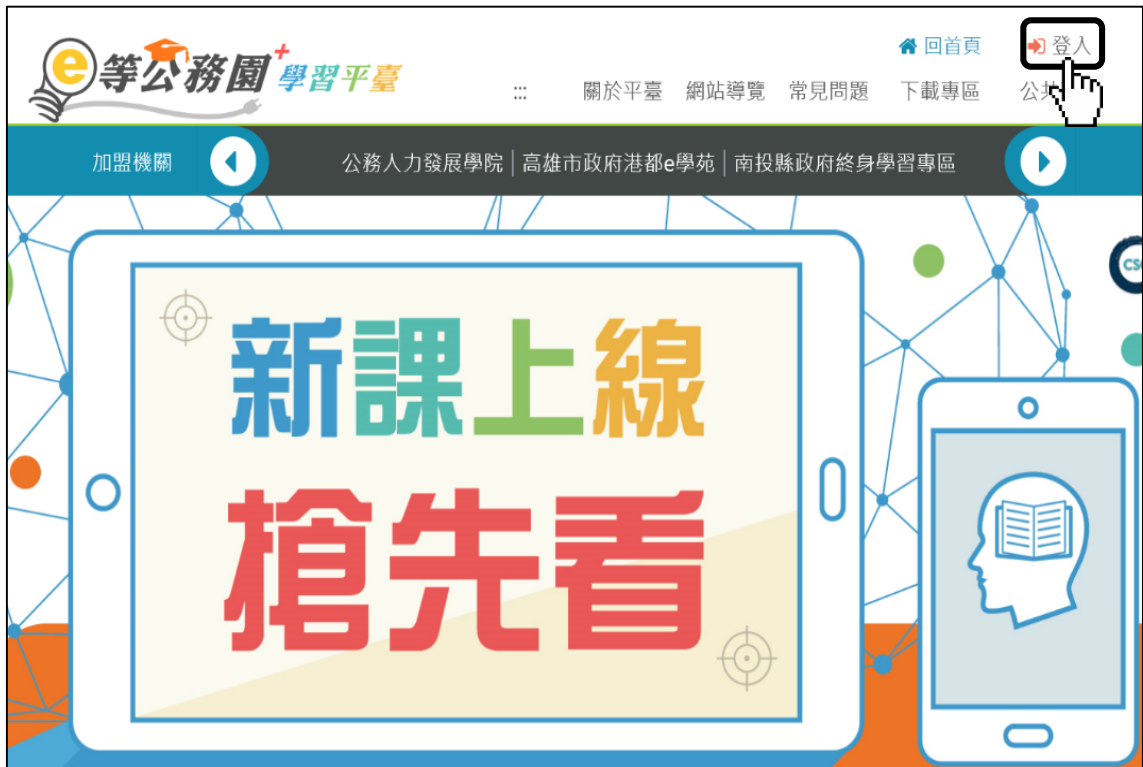 e等公務園+學習平臺
回首頁 登入
::: 關於平臺 網站導覽 常見問題 下載專區 公共
加盟機關 公務人力發展學院 | 高雄市政府港都e學苑 | 南投縣政府終身學習專區
CS
新課上線
搶先看